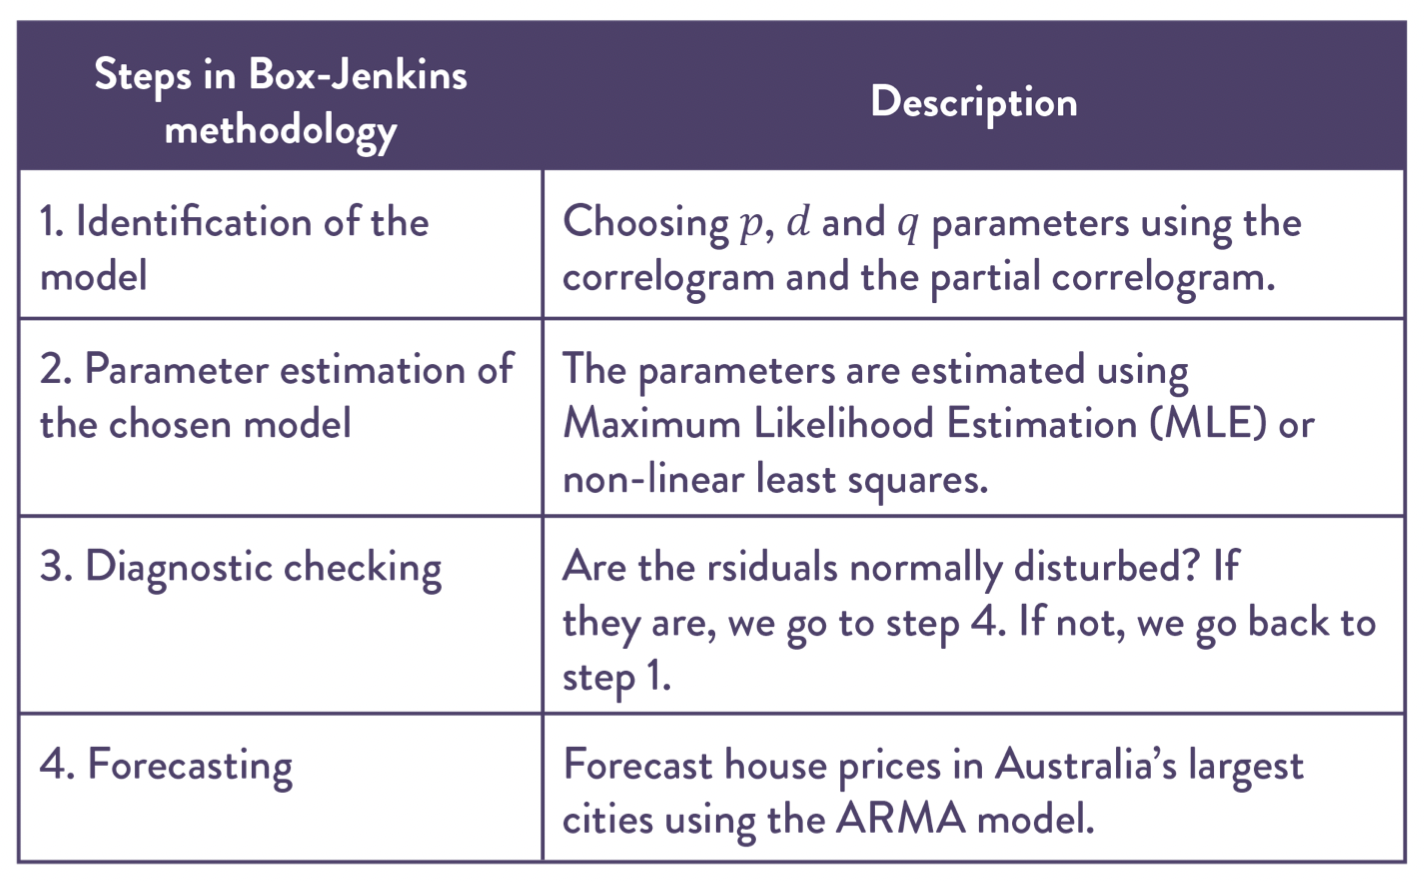 Steps in Box-Jenkins
methodology
Description
1. Identification of the
model
Choosing p, d and q parameters using the
correlogram and the partial correlogram.
2. Parameter estimation of
the chosen model
The parameters are estimated using
Maximum Likelihood Estimation (MLE) or
non-linear least squares.
3. Diagnostic checking
Are the rsiduals normally disturbed? If
they are, we go to step 4. If not, we go back to
step 1.
4. Forecasting
Forecast house prices in Australia’s largest
cities using the ARMA model.